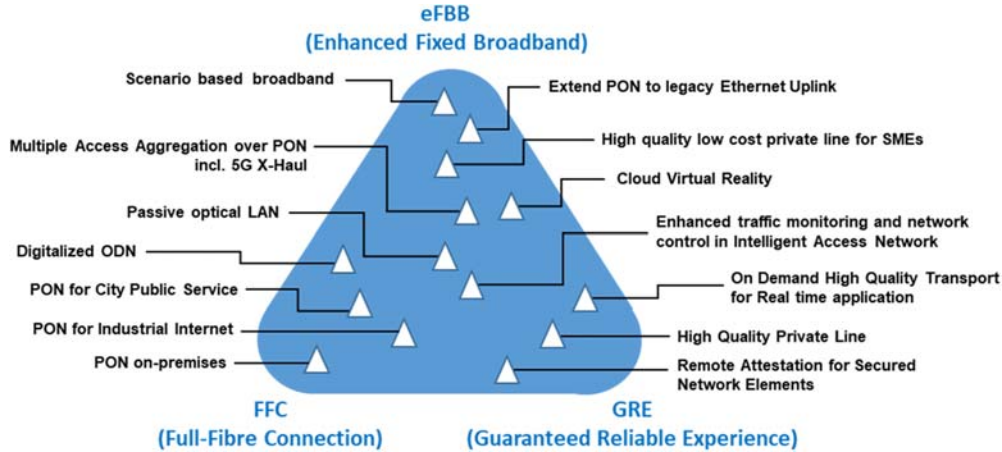 eFBB
(Enhanced Fixed Broadband)
Scenario based broadband
Extend PON to legacy Ethernet Uplink
Multiple Access Aggregation over PON
incl. 5G X-Haul
High quality low cost private line for SMEs
Cloud Virtual Reality
Passive optical LAN
Enhanced traffic monitoring and network
control in Intelligent Access Network
Digitalized ODN
On Demand High Quality Transport
for Real time application
PON for City Public Service
PON for Industrial Internet
High Quality Private Line
PON on-premises
Remote Attestation for Secured
Network Elements
FFC
(Full-Fibre Connection)
GRE
(Guaranteed Reliable Experience)